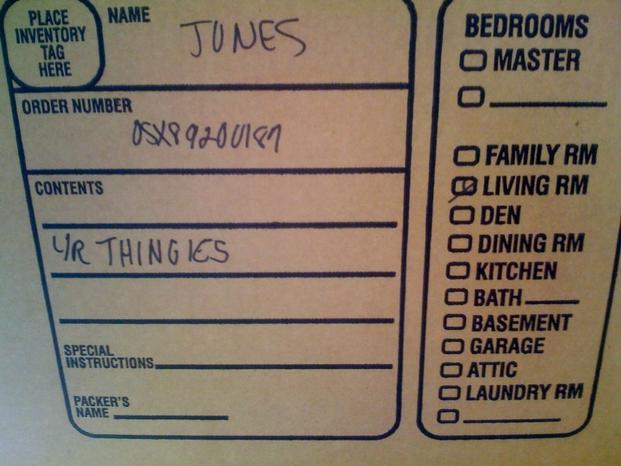 PLACE
INVENTORY
TAG
HERE
NAME
JONES
ORDER NUMBER
CONTENTS
L/R THINGIES
SPECIAL
INSTRUCTIONS
PACKER'S
NAME
BEDROOMS
MASTER
FAMILY RM
LIVING RM
DEN
DINING RM
KITCHEN
BATH
BASEMENT
GARAGE
ATTIC
LAUNDRY RM